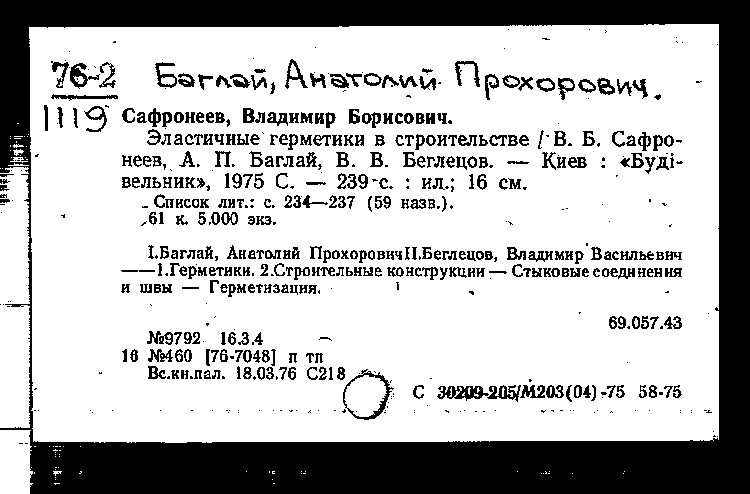 76-2 Баглай, Анатолий Прохорович.
1119 Сафронеев, Владимир Борисович.
Эластичные герметики в строительстве / В. Б. Сафро-
неев, А. П. Баглай, В. В. Беглецов. — Киев : «Буді-
вельник», 1975 С. — 239 с. : ил.; 16 см.
Список лит.: с. 234—237 (59 назв.).
61 к. 5.000 экз.
I.Баглай, Анатолий ПрохоровичII.Беглецов, Владимир Васильевич
——1.Герметики. 2.Строительные конструкции — Стыковые соединения
и швы — Герметизация.
69.057.43
№9792 16.3.4
16 №460 [76-7048] п тп
Вс.кн.пал. 18.03.76 С218
С 30209-205/М203(04)-75 58-75